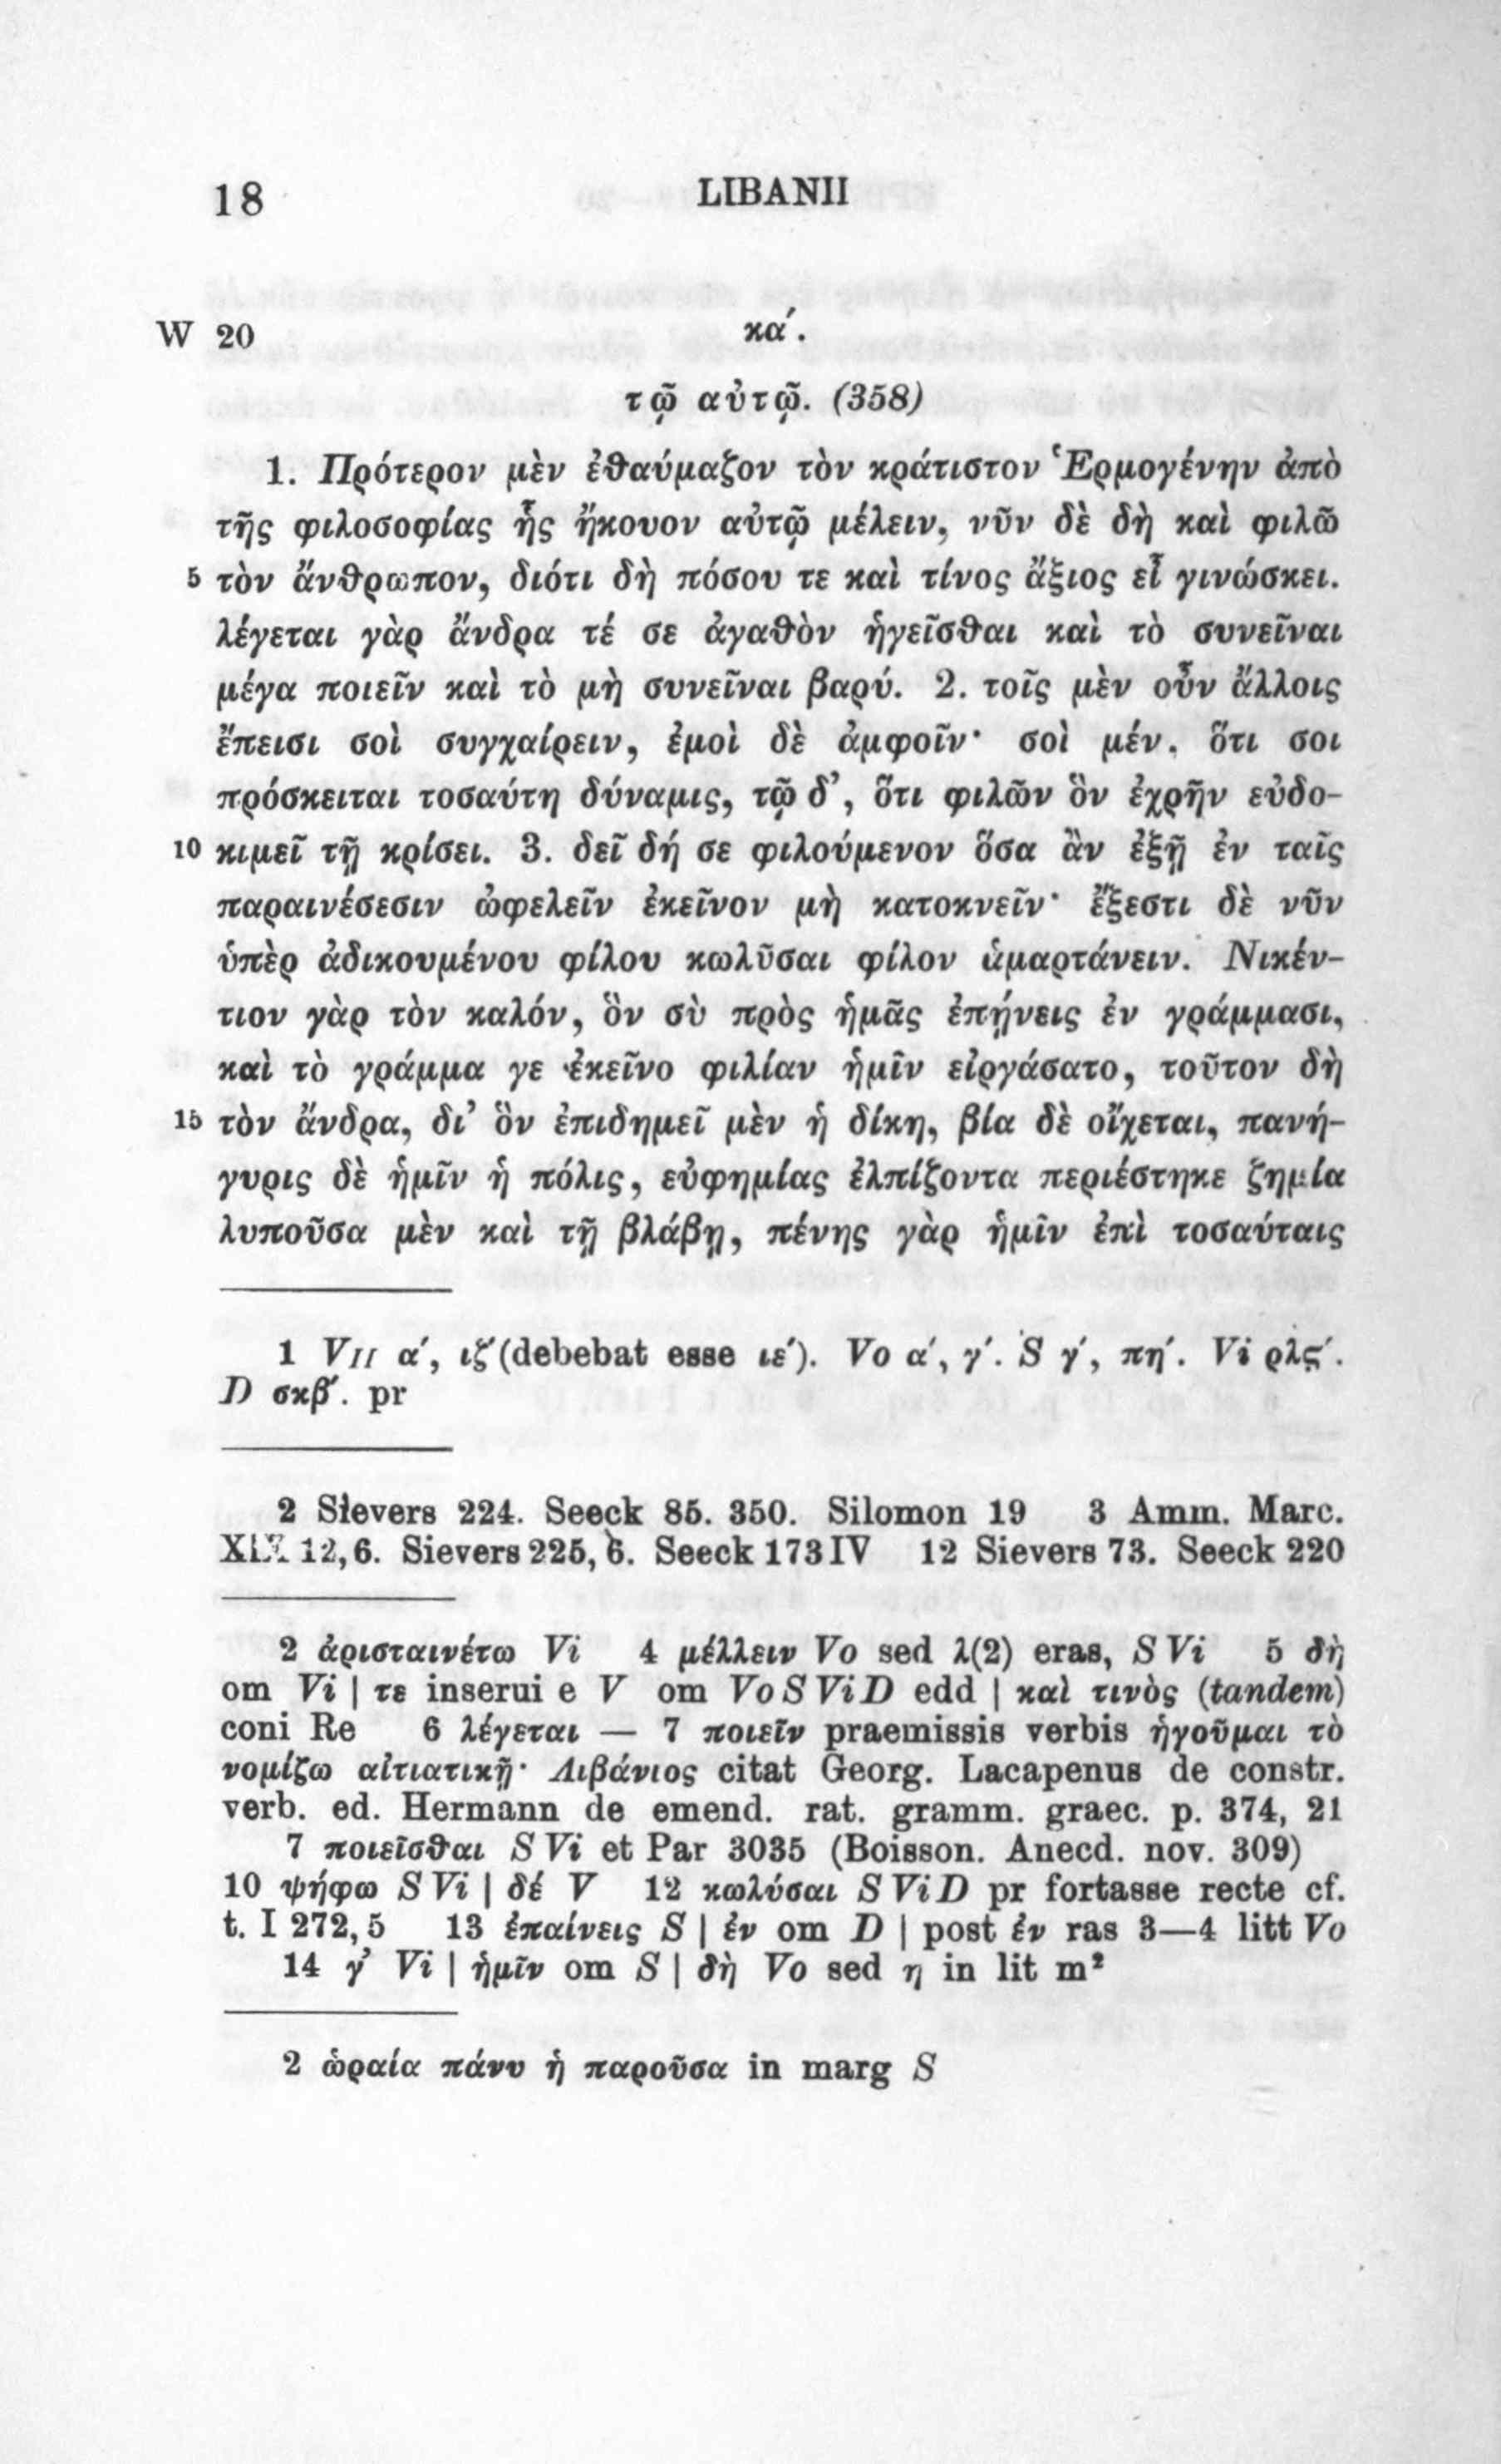 18 LIBANII
W 20 κα΄.
τῷ αὐτῷ. (358)
1. Πρότερον μὲν ἐθαύμαζον τὸν κράτιστον Ἑρμογένην ἀπὸ
τῆς φιλοσοφίας ἧς ἤκουον αὐτῷ μέλειν, νῦν δὲ δὴ καὶ φιλῶ
5 τὸν ἄνθρωπον, διότι δὴ πόσου τε καὶ τίνος ἄξιος εἶ γινώσκει.
λέγεται γὰρ ἄνδρα τέ σε ἀγαθὸν ἡγεῖσθαι καὶ τὸ συνεῖναι
μέγα ποιεῖν καὶ τὸ μὴ συνεῖναι βαρύ. 2. τοῖς μὲν οὖν ἄλλοις
ἔπεισι σοὶ συγχαίρειν, ἐμοὶ δὲ ἀμφοῖν· σοὶ μέν, ὅτι σοι
πρόσκειται τοσαύτη δύναμις, τῷ δ’, ὅτι φιλῶν ὃν ἐχρῆν εὐδο-
10 κιμεῖ τῇ κρίσει. 3. δεῖ δή σε φιλούμενον ὅσα ἂν ἐξῇ ἐν ταῖς
παραινέσεσιν ὠφελεῖν ἐκεῖνον μὴ κατοκνεῖν· ἔξεστι δὲ νῦν
ὑπὲρ ἀδικουμένου φίλου κωλῦσαι φίλον ἁμαρτάνειν. Νικέν-
τιον γὰρ τὸν καλόν, ὃν σὺ πρὸς ἡμᾶς ἐπῄνεις ἐν γράμμασι,
καὶ τὸ γράμμα γε ἐκεῖνο φιλίαν ἡμῖν εἰργάσατο, τοῦτον δὴ
15 τὸν ἄνδρα, δι’ ὃν ἐπιδημεῖ μὲν ἡ δίκη, βία δὲ οἴχεται, πανή-
γυρις δὲ ἡμῖν ἡ πόλις, εὐφημίας ἐλπίζοντα περιέστηκε ζημία
λυποῦσα μὲν καὶ τῇ βλάβῃ, πένης γὰρ ἡμῖν ἐπὶ τοσαύταις
1 VII α΄, ιζ΄ (debebat esse ιε΄). Vo α΄, γ΄. S γ΄, πη΄. Vi ρλς΄.
D σκβ΄. pr
2 Sievers 224. Seeck 85. 350. Silomon 19 3 Amm. Marc.
XIX 12,6. Sievers 225, 6. Seeck 173 IV 12 Sievers 73. Seeck 220
2 ἀρισταινέτω Vi 4 μέλλειν Vo sed λ(2) eras, S Vi 5 δὴ
om Vi | τε inserui e V om Vo S Vi D edd | καὶ τινὸς (tandem)
coni Re 6 λέγεται — 7 ποιεῖν praemissis verbis ἡγοῦμαι τὸ
νομίζω αἰτιατικῇ· Λιβάνιος citat Georg. Lacapenus de constr.
verb. ed. Hermann de emend. rat. gramm. graec. p. 374, 21
7 ποιεῖσθαι S Vi et Par 3035 (Boisson. Anecd. nov. 309)
10 ψήφω S Vi | δέ V 12 κωλύσαι S Vi D pr fortasse recte cf.
t. I 272, 5 13 ἐπαίνεις S | ἐν om D | post ἐν ras 3—4 litt Vo
14 γ’ Vi | ἡμῖν om S | δὴ Vo sed η in lit m²
2 ὡραία πάνυ ἡ παροῦσα in marg S